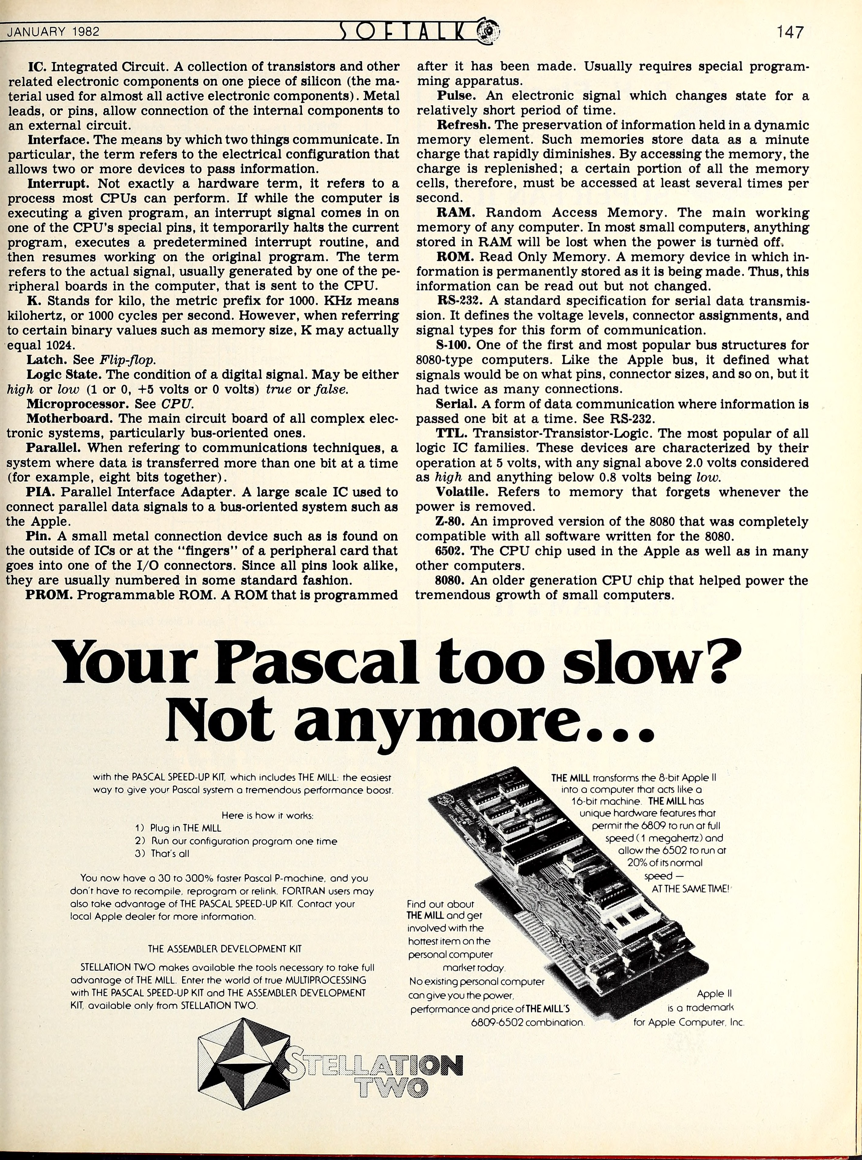 JANUARY 1982
SOFTALK
147
IC. Integrated Circuit. A collection of transistors and other
related electronic components on one piece of silicon (the ma-
terial used for almost all active electronic components). Metal
leads, or pins, allow connection of the internal components to
an external circuit.
Interface. The means by which two things communicate. In
particular, the term refers to the electrical configuration that
allows two or more devices to pass information.
Interrupt. Not exactly a hardware term, it refers to a
process most CPUs can perform. If while the computer is
executing a given program, an interrupt signal comes in on
one of the CPU's special pins, it temporarily halts the current
program, executes a predetermined interrupt routine, and
then resumes working on the original program. The term
refers to the actual signal, usually generated by one of the pe-
ripheral boards in the computer, that is sent to the CPU.
K. Stands for kilo, the metric prefix for 1000. KHz means
kilohertz, or 1000 cycles per second. However, when referring
to certain binary values such as memory size, K may actually
equal 1024.
Latch. See Flip-flop.
Logic State. The condition of a digital signal. May be either
high or low (1 or 0, +5 volts or 0 volts) true or false.
Microprocessor. See CPU.
Motherboard. The main circuit board of all complex elec-
tronic systems, particularly bus-oriented ones.
Parallel. When refering to communications techniques, a
system where data is transferred more than one bit at a time
(for example, eight bits together).
PIA. Parallel Interface Adapter. A large scale IC used to
connect parallel data signals to a bus-oriented system such as
the Apple.
Pin. A small metal connection device such as is found on
the outside of ICs or at the "fingers" of a peripheral card that
goes into one of the I/O connectors. Since all pins look alike,
they are usually numbered in some standard fashion.
PROM. Programmable ROM. A ROM that is programmed
after it has been made. Usually requires special program-
ming apparatus.
Pulse. An electronic signal which changes state for a
relatively short period of time.
Refresh. The preservation of information held in a dynamic
memory element. Such memories store data as a minute
charge that rapidly diminishes. By accessing the memory, the
charge is replenished; a certain portion of all the memory
cells, therefore, must be accessed at least several times per
second.
RAM. Random Access Memory. The main working
memory of any computer. In most small computers, anything
stored in RAM will be lost when the power is turned off.
ROM. Read Only Memory. A memory device in which in-
formation is permanently stored as it is being made. Thus, this
information can be read out but not changed.
RS-232. A standard specification for serial data transmis-
sion. It defines the voltage levels, connector assignments, and
signal types for this form of communication.
S-100. One of the first and most popular bus structures for
8080-type computers. Like the Apple bus, it defined what
signals would be on what pins, connector sizes, and so on, but it
had twice as many connections.
Serial. A form of data communication where information is
passed one bit at a time. See RS-232.
TTL. Transistor-Transistor-Logic. The most popular of all
logic IC families. These devices are characterized by their
operation at 5 volts, with any signal above 2.0 volts considered
as high and anything below 0.8 volts being low.
Volatile. Refers to memory that forgets whenever the
power is removed.
Z-80. An improved version of the 8080 that was completely
compatible with all software written for the 8080.
6502. The CPU chip used in the Apple as well as in many
other computers.
8080. An older generation CPU chip that helped power the
tremendous growth of small computers.
Your Pascal too slow?
Not anymore...
with the PASCAL SPEED-UP KIT, which includes THE MILL: the easiest
way to give your Pascal system a tremendous performance boost.
Here is how it works:
1) Plug in THE MILL
2) Run our configuration program one time
3) That's all
You now have a 30 to 300% faster Pascal P-machine, and you
don't have to recompile, reprogram or relink. FORTRAN users may
also take advantage of THE PASCAL SPEED-UP KIT. Contact your
local Apple dealer for more information.
THE ASSEMBLER DEVELOPMENT KIT
STELLATION TWO makes available the tools necessary to take full
advantage of THE MILL. Enter the world of true MULTIPROCESSING
with THE PASCAL SPEED-UP KIT and THE ASSEMBLER DEVELOPMENT
KIT, available only from STELLATION TWO.
THE MILL transforms the 8-bit Apple II
into a computer that acts like a
16-bit machine. THE MILL has
unique hardware features that
permit the 6809 to run at full
speed (1 megahertz) and
allow the 6502 to run at
20% of its normal
speed —
AT THE SAME TIME!
Find out about
THE MILL and get
involved with the
hottest item on the
personal computer
market today.
No existing personal computer
can give you the power,
performance and price of THE MILL'S
6809-6502 combination.
Apple II
is a trademark
for Apple Computer, Inc.
STELLATION
TWO